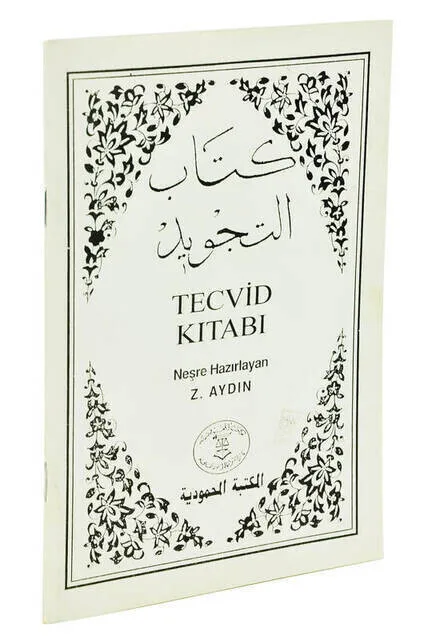 كتاب
التجويد
TECVİD
KITABI
Neşre Hazırlayan
Z. AYDIN
المكتبة المحمودية